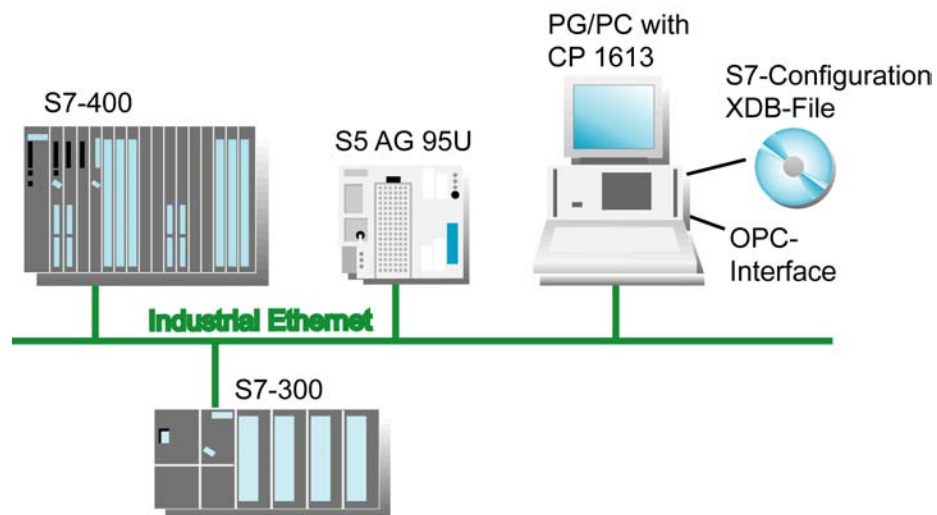 PG/PC with
CP 1613
S7-Configuration
XDB-File
S7-400
S5 AG 95U
OPC-
Interface
Industrial Ethernet
S7-300